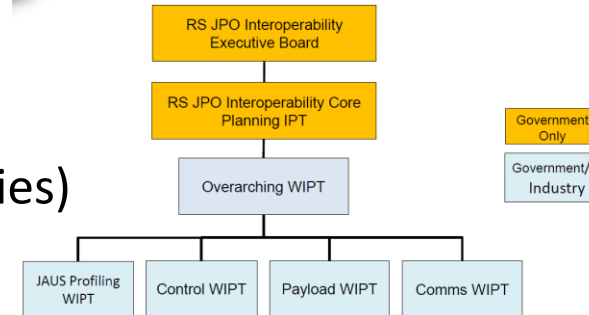 RS JPO Interoperability
Executive Board
RS JPO Interoperability Core
Planning IPT
Government
Only
ies)
Overarching WIPT
Government/
Industry
JAUS Profiling
WIPT
Control WIPT
Payload WIPT
Comms WIPT